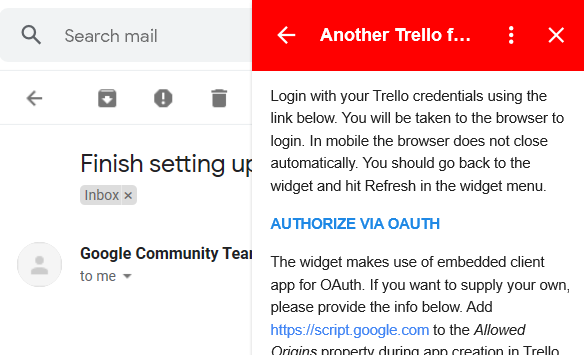 Search mail
Finish setting up
Inbox ×
Google Community Team
to me
Another Trello f...
Login with your Trello credentials using the
link below. You will be taken to the browser to
login. In mobile the browser does not close
automatically. You should go back to the
widget and hit Refresh in the widget menu.
AUTHORIZE VIA OAUTH
The widget makes use of embedded client
app for OAuth. If you want to supply your own,
please provide the info below. Add
https://script.google.com to the Allowed
Origins property during app creation in Trello